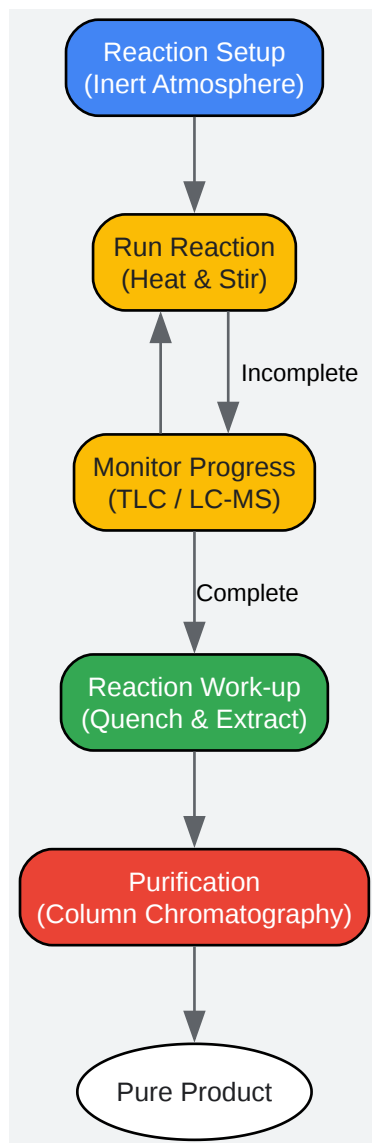 Reaction Setup
(Inert Atmosphere)
Run Reaction
(Heat & Stir)
Incomplete
Monitor Progress
(TLC / LC-MS)
Complete
Reaction Work-up
(Quench & Extract)
Purification
(Column Chromatography)
Pure Product